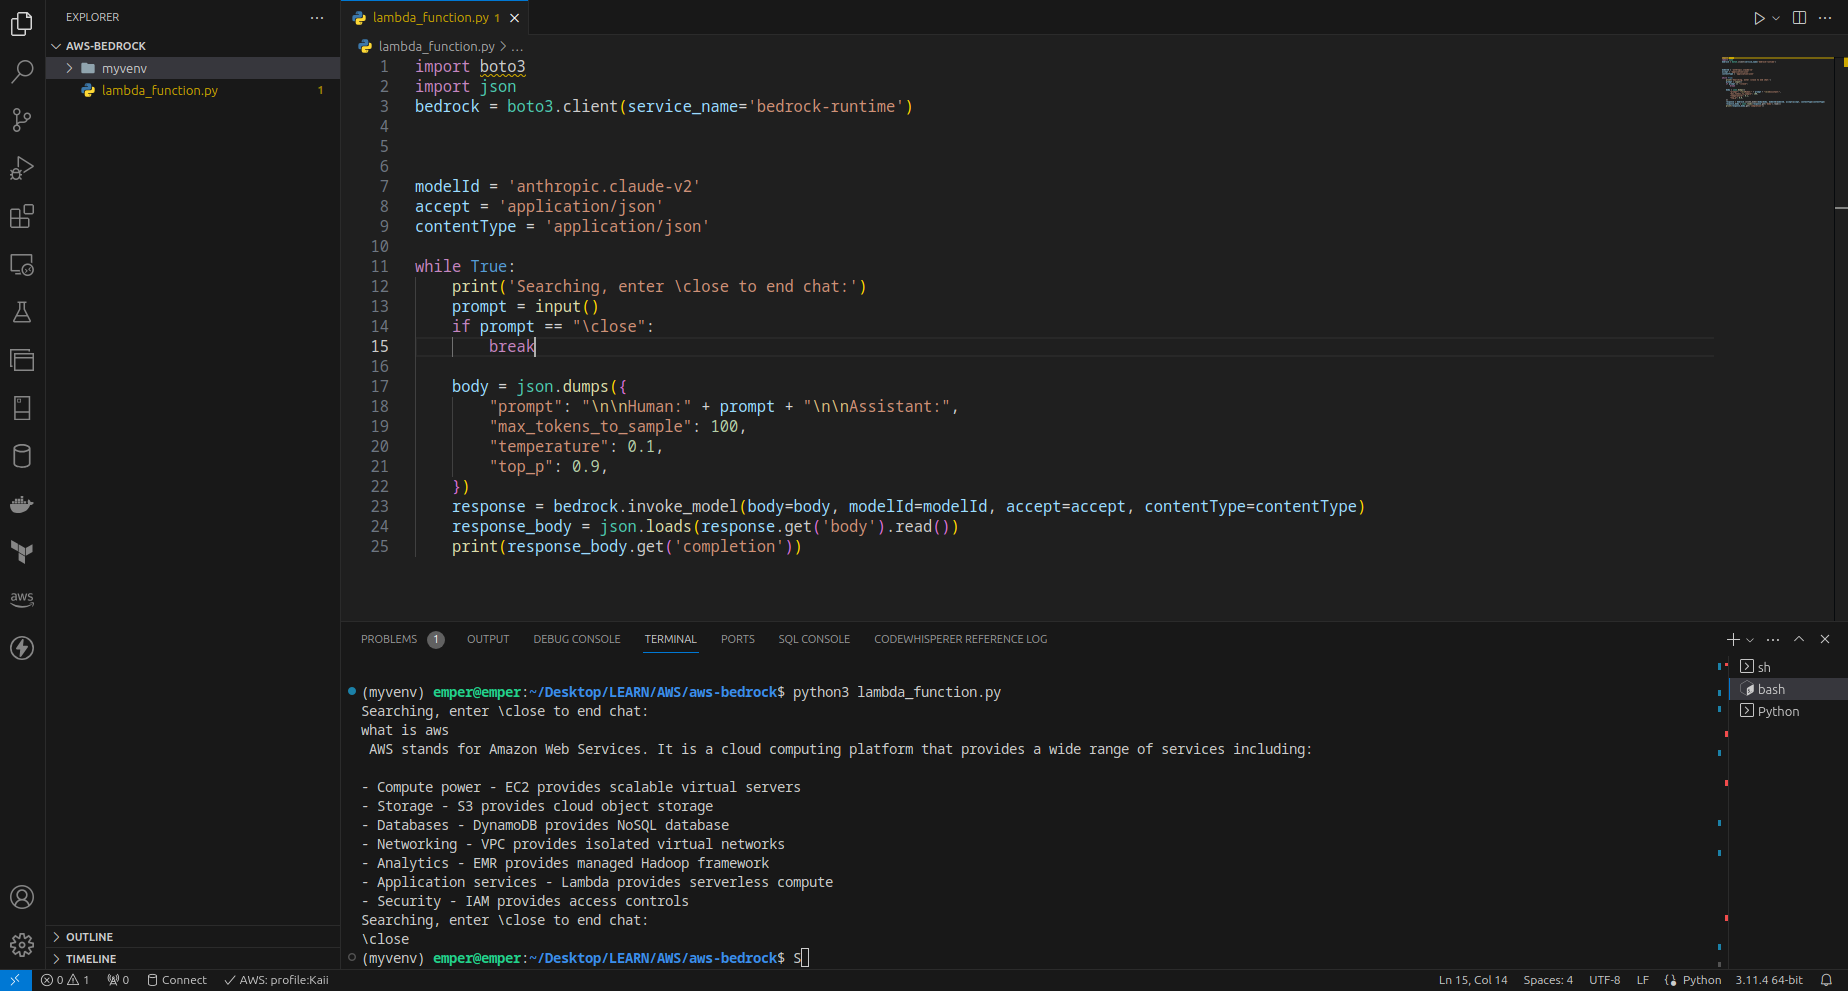 EXPLORER
AWS-BEDROCK
myvenv
lambda_function.py 1
OUTLINE
TIMELINE
aws
lambda_function.py 1
lambda_function.py > ...
1 import boto3
2 import json
3 bedrock = boto3.client(service_name='bedrock-runtime')
4
5
6
7 modelId = 'anthropic.claude-v2'
8 accept = 'application/json'
9 contentType = 'application/json'
10
11 while True:
12 print('Searching, enter \close to end chat:')
13 prompt = input()
14 if prompt == "\close":
15 break
16
17 body = json.dumps({
18 "prompt": "\n\nHuman:" + prompt + "\n\nAssistant:",
19 "max_tokens_to_sample": 100,
20 "temperature": 0.1,
21 "top_p": 0.9,
22 })
23 response = bedrock.invoke_model(body=body, modelId=modelId, accept=accept, contentType=contentType)
24 response_body = json.loads(response.get('body').read())
25 print(response_body.get('completion'))
PROBLEMS 1 OUTPUT DEBUG CONSOLE TERMINAL PORTS SQL CONSOLE CODEWHISPERER REFERENCE LOG
(myvenv) emper@emper:~/Desktop/LEARN/AWS/aws-bedrock$ python3 lambda_function.py
Searching, enter \close to end chat:
what is aws
AWS stands for Amazon Web Services. It is a cloud computing platform that provides a wide range of services including:
- Compute power - EC2 provides scalable virtual servers
- Storage - S3 provides cloud object storage
- Databases - DynamoDB provides NoSQL database
- Networking - VPC provides isolated virtual networks
- Analytics - EMR provides managed Hadoop framework
- Application services - Lambda provides serverless compute
- Security - IAM provides access controls
Searching, enter \close to end chat:
\close
(myvenv) emper@emper:~/Desktop/LEARN/AWS/aws-bedrock$ S
sh
bash
Python
0 1 0 Connect AWS: profile:Kaii Ln 15, Col 14 Spaces: 4 UTF-8 LF Python 3.11.4 64-bit